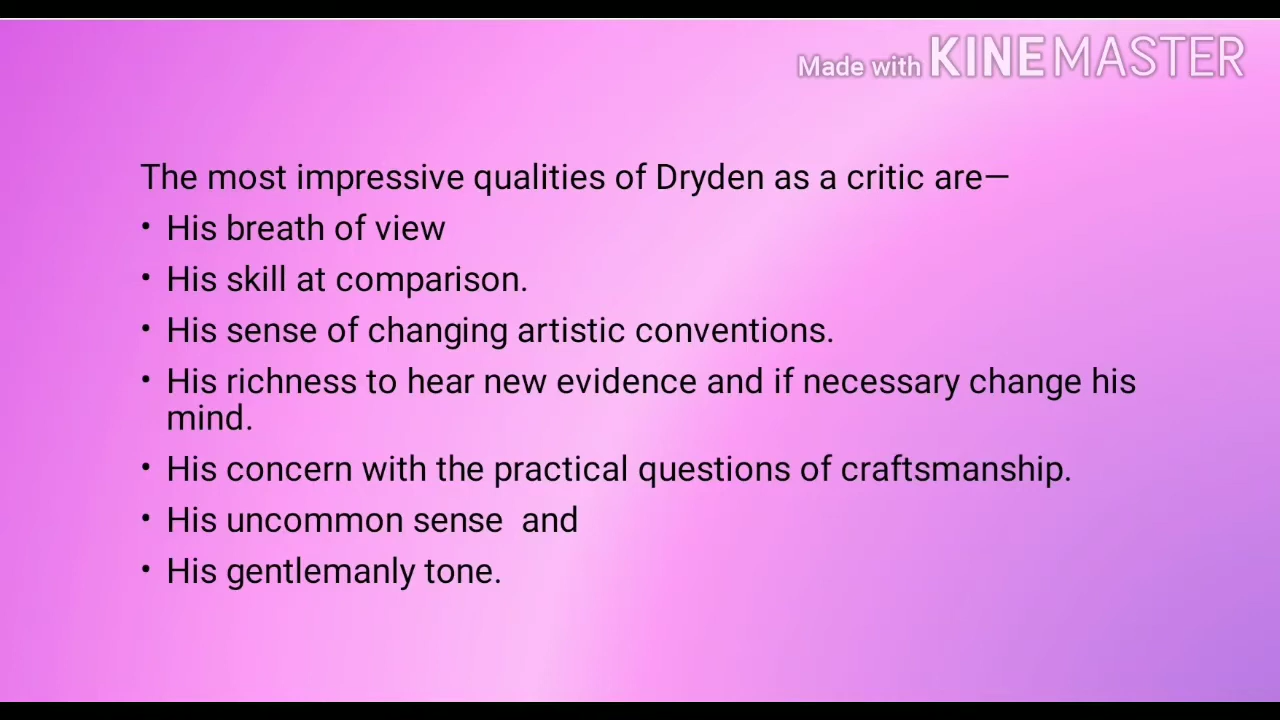 Made with KINEMASTER
The most impressive qualities of Dryden as a critic are—
• His breath of view
• His skill at comparison.
• His sense of changing artistic conventions.
• His richness to hear new evidence and if necessary change his
mind.
• His concern with the practical questions of craftsmanship.
• His uncommon sense  and
• His gentlemanly tone.